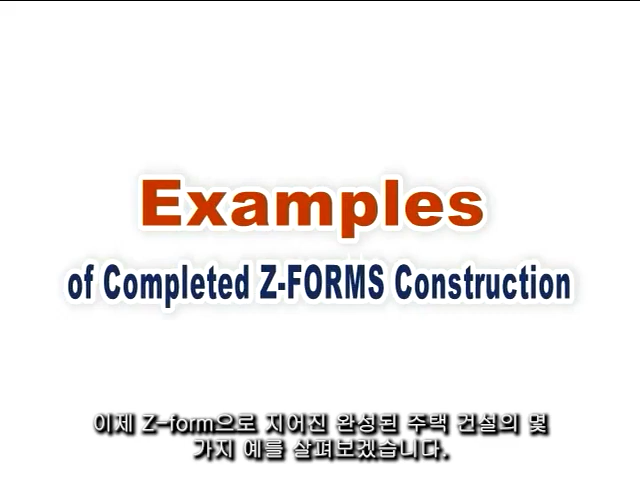 Examples
of Completed Z-FORMS Construction
이제 Z-form으로 지어진 완성된 주택 건설의 몇
가지 예를 살펴보겠습니다.